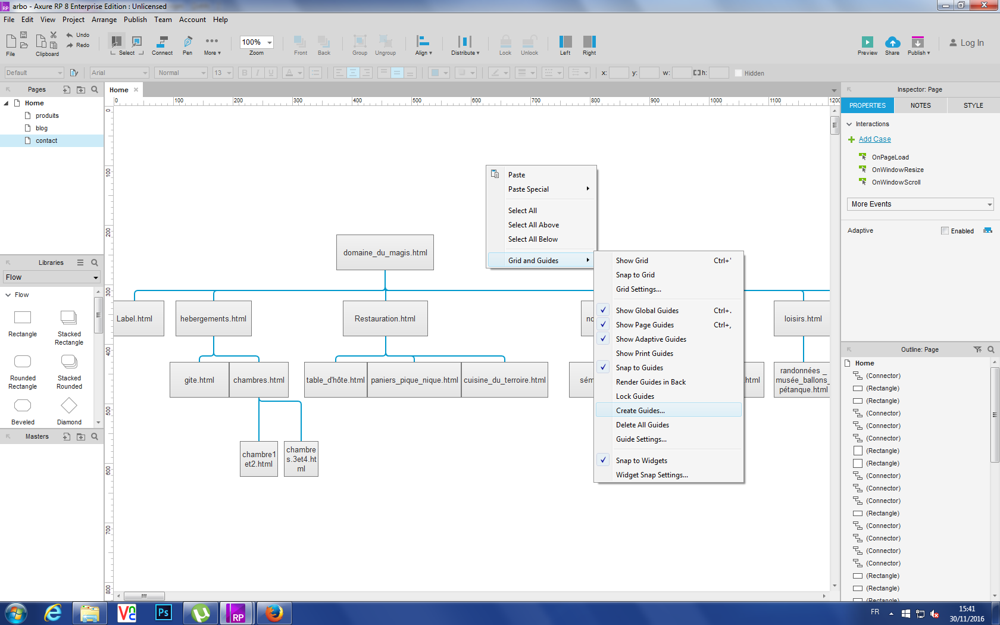 arbo - Axure RP 8 Enterprise Edition : Unlicensed
File Edit View Project Arrange Publish Team Account Help
Undo
Redo
File Clipboard Select Connect Pen More ▾ 100% Zoom Front Back Group Ungroup Align ▾ Distribute ▾ Lock Unlock Left Right Preview Share Publish ▾ Log In
Default Arial Normal 13 B I U A x: y: w: h: Hidden
Pages
Home
produits
blog
contact
Libraries
Flow
Flow
Rectangle
Stacked Rectangle
Rounded Rectangle
Stacked Rounded
Beveled
Diamond
Masters
Home
0 100 200 300 400 500 600 700 800 900 1000 1100 1200
0
100
200
300
400
500
600
700
800
domaine_du_magis.html
Label.html
hebergements.html
Restauration.html
no
loisirs.html
gite.html
chambres.html
table_d'hôte.html
paniers_pique_nique.html
cuisine_du_terroire.html
sém
.html
randonnées _
musée_ballons_
pétanque.html
chambre1
et2.html
chambre
s.3et4.ht
ml
Paste
Paste Special
Select All
Select All Above
Select All Below
Grid and Guides
Show Grid Ctrl+'
Snap to Grid
Grid Settings...
Show Global Guides Ctrl+.
Show Page Guides Ctrl+,
Show Adaptive Guides
Show Print Guides
Snap to Guides
Render Guides in Back
Lock Guides
Create Guides...
Delete All Guides
Guide Settings...
Snap to Widgets
Widget Snap Settings...
Inspector: Page
PROPERTIES NOTES STYLE
Interactions
Add Case
OnPageLoad
OnWindowResize
OnWindowScroll
More Events
Adaptive Enabled
Outline: Page
Home
(Connector)
(Rectangle)
(Rectangle)
(Connector)
(Connector)
(Connector)
(Rectangle)
(Rectangle)
(Connector)
(Connector)
(Connector)
(Rectangle)
(Connector)
(Connector)
(Connector)
(Connector)
(Rectangle)
(Rectangle)
(Rectangle)
Ps
RP
FR
15:41
30/11/2016